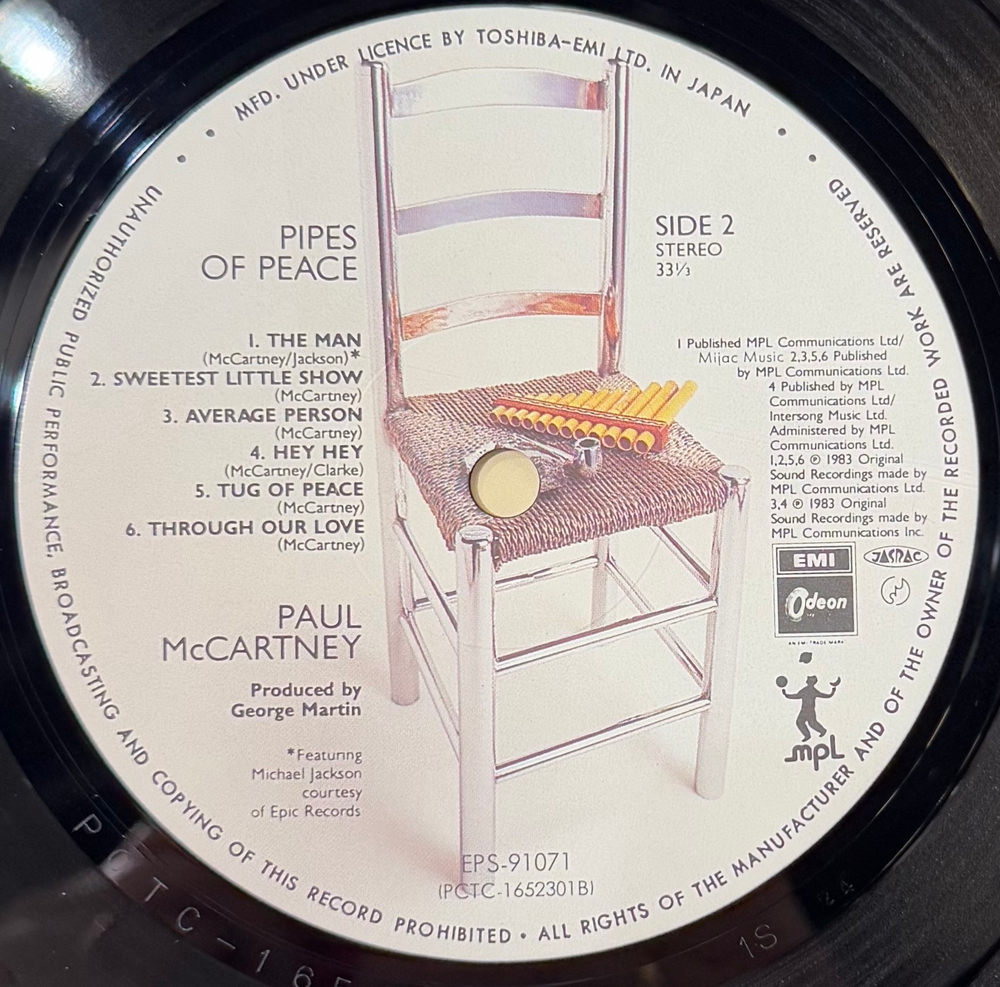 MFD. UNDER LICENCE BY TOSHIBA-EMI LTD. IN JAPAN
PIPES
OF PEACE
SIDE 2
STEREO
33⅓
1. THE MAN
(McCartney/Jackson)*
2. SWEETEST LITTLE SHOW
(McCartney)
3. AVERAGE PERSON
(McCartney)
4. HEY HEY
(McCartney/Clarke)
5. TUG OF PEACE
(McCartney)
6. THROUGH OUR LOVE
(McCartney)
1 Published MPL Communications Ltd/
Mijac Music 2,3,5,6 Published
by MPL Communications Ltd.
4 Published by MPL
Communications Ltd/
Intersong Music Ltd.
Administered by MPL
Communications Ltd.
1,2,5,6 ℗ 1983 Original
Sound Recordings made by
MPL Communications Ltd.
3,4 ℗ 1983 Original
Sound Recordings made by
MPL Communications Inc.
EMI
JASRAC
Odeon
AN EMI TRADE MARK
MPL
PAUL
McCARTNEY
Produced by
George Martin
*Featuring
Michael Jackson
courtesy
of Epic Records
EPS-91071
(PCTC-1652301B)
UNAUTHORIZED PUBLIC PERFORMANCE, BROADCASTING AND COPYING OF THIS RECORD PROHIBITED • ALL RIGHTS OF THE MANUFACTURER AND OF THE OWNER OF THE RECORDED WORK ARE RESERVED
PCTC-165
1S